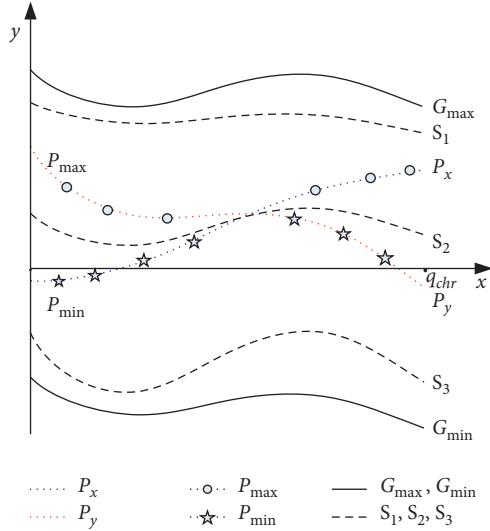 y
G_max
S_1
P_max
P_x
S_2
q_chr
x
P_min
P_y
S_3
G_min
P_x P_max G_max, G_min
P_y P_min S_1, S_2, S_3